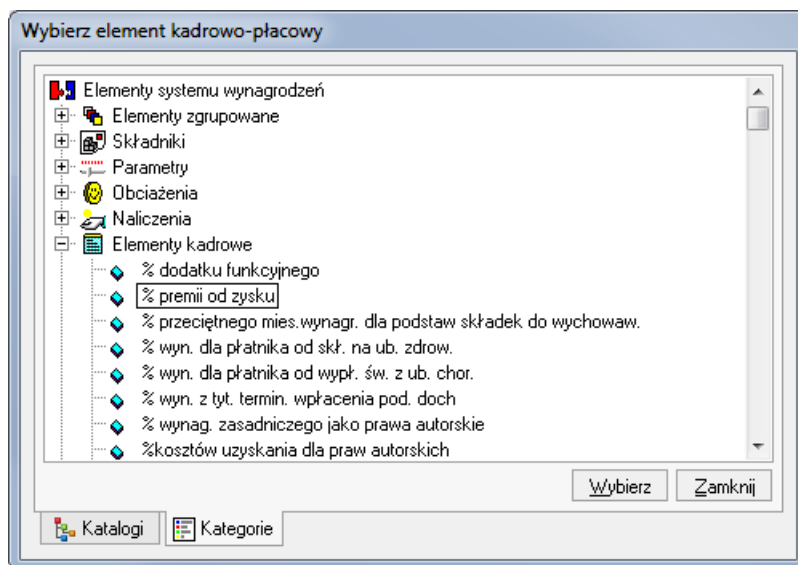 Wybierz element kadrowo-płacowy
Elementy systemu wynagrodzeń
Elementy zgrupowane
Składniki
Parametry
Obciażenia
Naliczenia
Elementy kadrowe
% dodatku funkcyjnego
% premii od zysku
% przeciętnego mies.wynagr. dla podstaw składek do wychowaw.
% wyn. dla płatnika od skł. na ub. zdrow.
% wyn. dla płatnika od wypł. św. z ub. chor.
% wyn. z tyt. termin. wpłacenia pod. doch
% wynag. zasadniczego jako prawa autorskie
%kosztów uzyskania dla praw autorskich
Wybierz Zamknij
Katalogi Kategorie